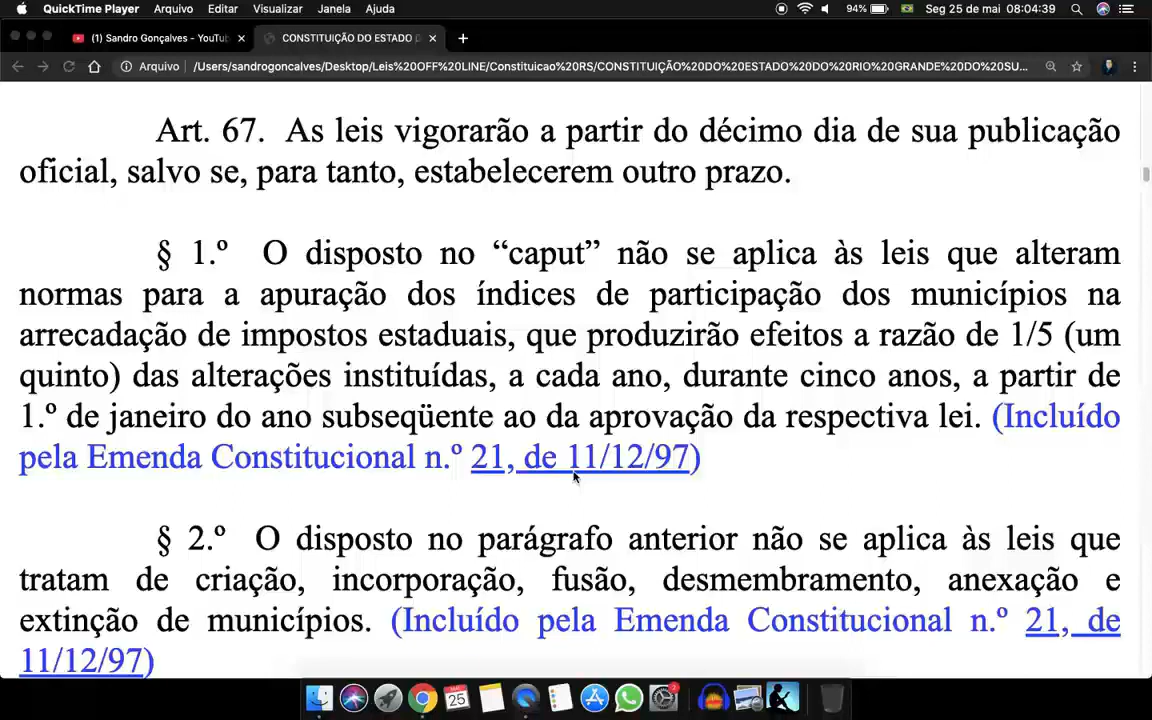 QuickTime Player Arquivo Editar Visualizar Janela Ajuda 94% Seg 25 de mai 08:04:39
(1) Sandro Gonçalves - YouTu CONSTITUIÇÃO DO ESTADO
Arquivo /Users/sandrogoncalves/Desktop/Leis%20OFF%20LINE/Constituicao%20RS/CONSTITUIÇÃO%20DO%20ESTADO%20DO%20RIO%20GRANDE%20DO%20SU...
Art. 67. As leis vigorarão a partir do décimo dia de sua publicação
oficial, salvo se, para tanto, estabelecerem outro prazo.
§ 1.º O disposto no “caput” não se aplica às leis que alteram
normas para a apuração dos índices de participação dos municípios na
arrecadação de impostos estaduais, que produzirão efeitos a razão de 1/5 (um
quinto) das alterações instituídas, a cada ano, durante cinco anos, a partir de
1.º de janeiro do ano subseqüente ao da aprovação da respectiva lei. (Incluído
pela Emenda Constitucional n.º 21, de 11/12/97)
§ 2.º O disposto no parágrafo anterior não se aplica às leis que
tratam de criação, incorporação, fusão, desmembramento, anexação e
extinção de municípios. (Incluído pela Emenda Constitucional n.º 21, de
11/12/97)
25